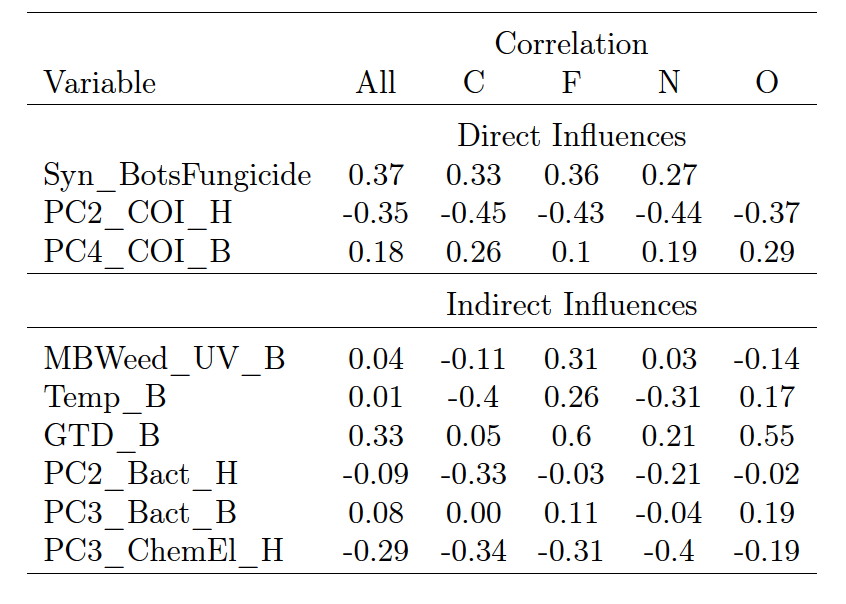 Correlation
Variable All C F N O
Direct Influences
Syn_BotsFungicide 0.37 0.33 0.36 0.27
PC2_COI_H -0.35 -0.45 -0.43 -0.44 -0.37
PC4_COI_B 0.18 0.26 0.1 0.19 0.29
Indirect Influences
MBWeed_UV_B 0.04 -0.11 0.31 0.03 -0.14
Temp_B 0.01 -0.4 0.26 -0.31 0.17
GTD_B 0.33 0.05 0.6 0.21 0.55
PC2_Bact_H -0.09 -0.33 -0.03 -0.21 -0.02
PC3_Bact_B 0.08 0.00 0.11 -0.04 0.19
PC3_ChemEl_H -0.29 -0.34 -0.31 -0.4 -0.19